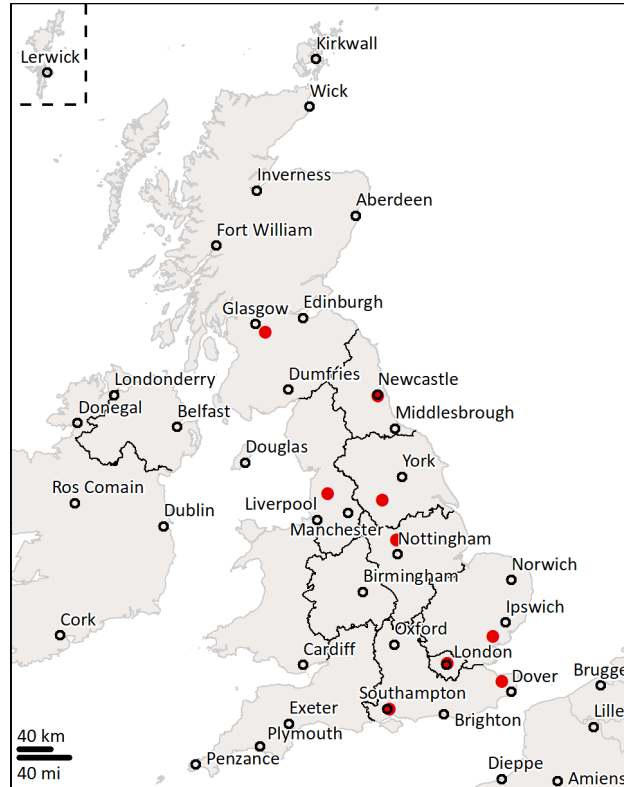 Kirkwall
Lerwick
Wick
Inverness
Aberdeen
Fort William
Glasgow
Edinburgh
Londonderry
Dumfries
Newcastle
Donegal
Belfast
Middlesbrough
Douglas
York
Ros Comain
Liverpool
Dublin
Manchester
Nottingham
Norwich
Birmingham
Ipswich
Cork
Oxford
London
Cardiff
Dover
Brugge
Southampton
Exeter
Brighton
Lille
Plymouth
40 km
Penzance
Dieppe
40 mi
Amiens